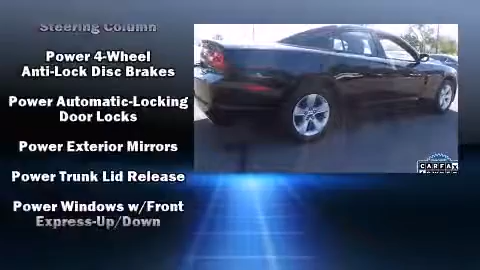 Steering Column
Power 4-Wheel
Anti-Lock Disc Brakes
Power Automatic-Locking
Door Locks
Power Exterior Mirrors
Power Trunk Lid Release
Power Windows w/Front
Express-Up/Down
CARFAX